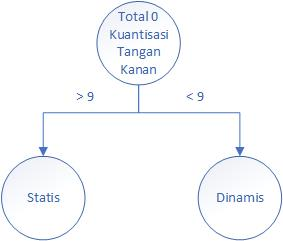 Total 0
Kuantisasi
Tangan
Kanan
> 9
< 9
Statis
Dinamis